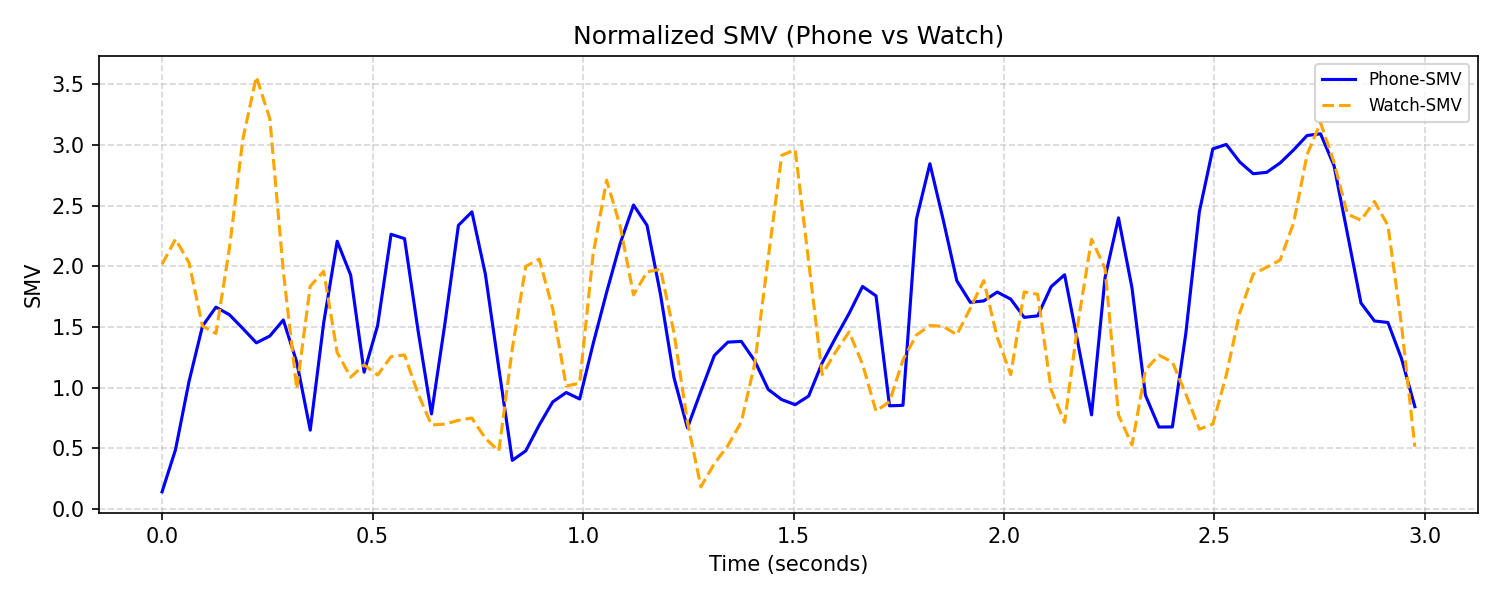 Normalized SMV (Phone vs Watch)
Phone-SMV
Watch-SMV
SMV
3.5
3.0
2.5
2.0
1.5
1.0
0.5
0.0
0.0 0.5 1.0 1.5 2.0 2.5 3.0
Time (seconds)